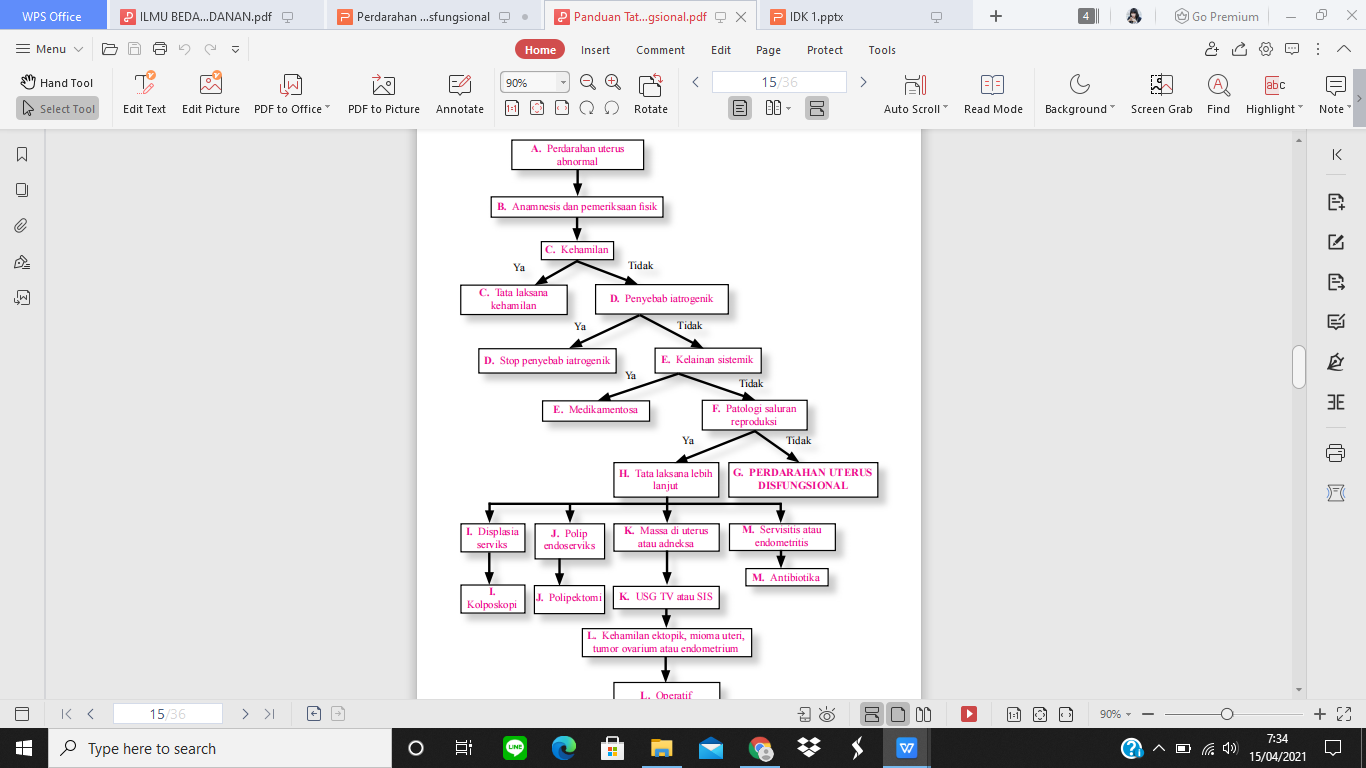 WPS Office
ILMU BEDA...DANAN.pdf
Perdarahan ...sfungsional
Panduan Tat...gsional.pdf
IDK 1.pptx
4
Go Premium
Menu
Home
Insert
Comment
Edit
Page
Protect
Tools
Hand Tool
Select Tool
Edit Text
Edit Picture
PDF to Office
PDF to Picture
Annotate
90%
1:1
Rotate
15/36
Auto Scroll
Read Mode
Background
Screen Grab
Find
Highlight
Note
A. Perdarahan uterus
abnormal
B. Anamnesis dan pemeriksaan fisik
C. Kehamilan
Ya
Tidak
C. Tata laksana
kehamilan
D. Penyebab iatrogenik
Ya
Tidak
D. Stop penyebab iatrogenik
E. Kelainan sistemik
Ya
Tidak
E. Medikamentosa
F. Patologi saluran
reproduksi
Ya
Tidak
H. Tata laksana lebih
lanjut
G. PERDARAHAN UTERUS
DISFUNGSIONAL
I. Displasia
serviks
J. Polip
endoserviks
K. Massa di uterus
atau adneksa
M. Servisitis atau
endometritis
I.
Kolposkopi
J. Polipektomi
K. USG TV atau SIS
M. Antibiotika
L. Kehamilan ektopik, mioma uteri,
tumor ovarium atau endometrium
L. Operatif
15/36
1:1
90%
Type here to search
7:34
15/04/2021